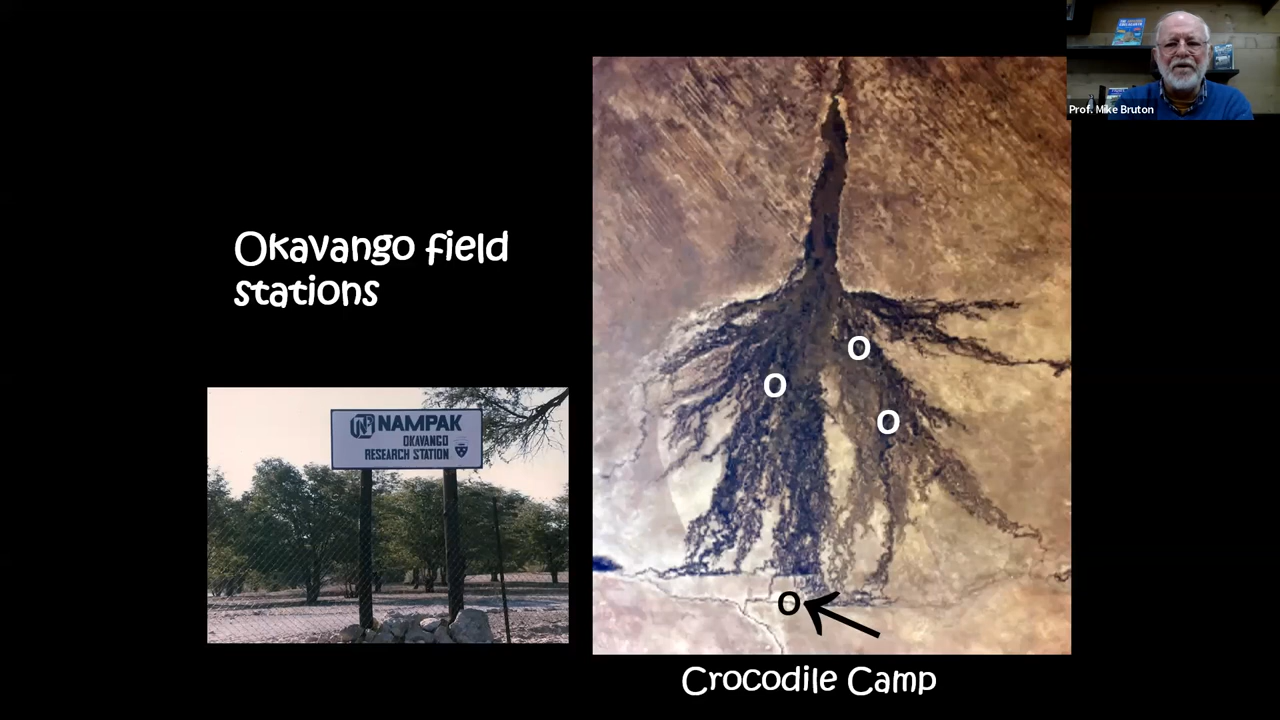 Prof. Mike Bruton
Okavango field
stations
NAMPAK
OKAVANGO
RESEARCH STATION
O
O
O
O
Crocodile Camp